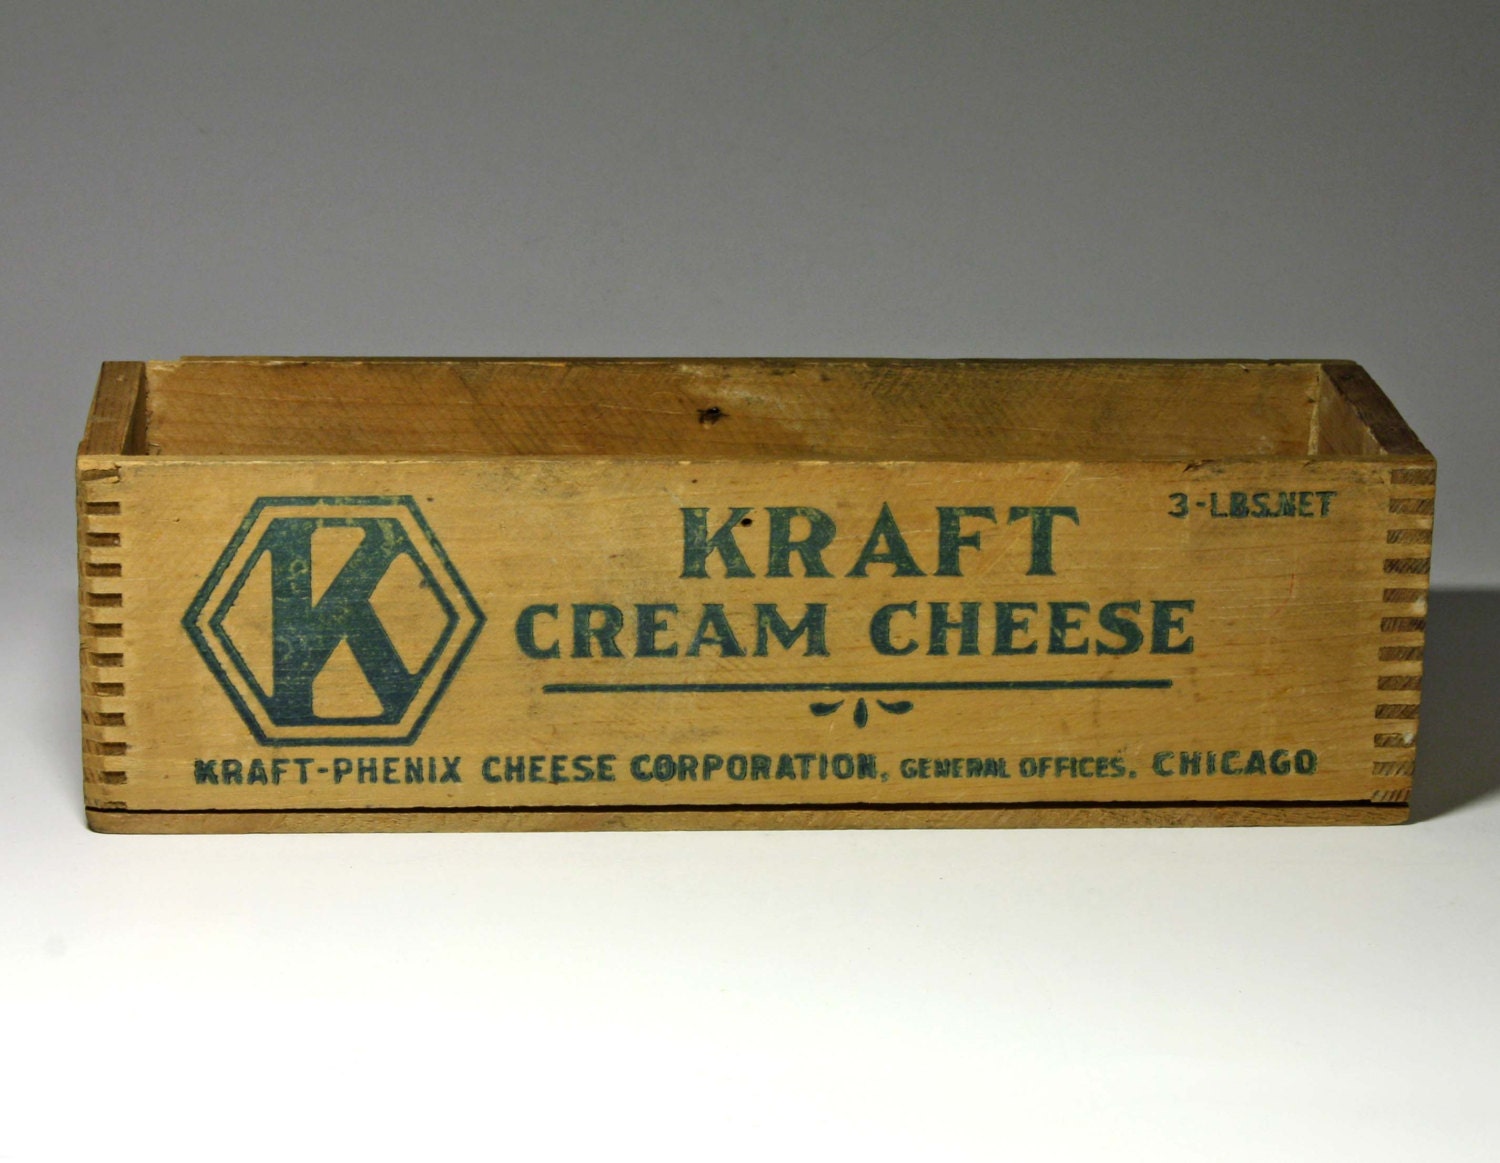 K
KRAFT
3-LBS.NET
CREAM CHEESE
KRAFT-PHENIX CHEESE CORPORATION, GENERAL OFFICES. CHICAGO